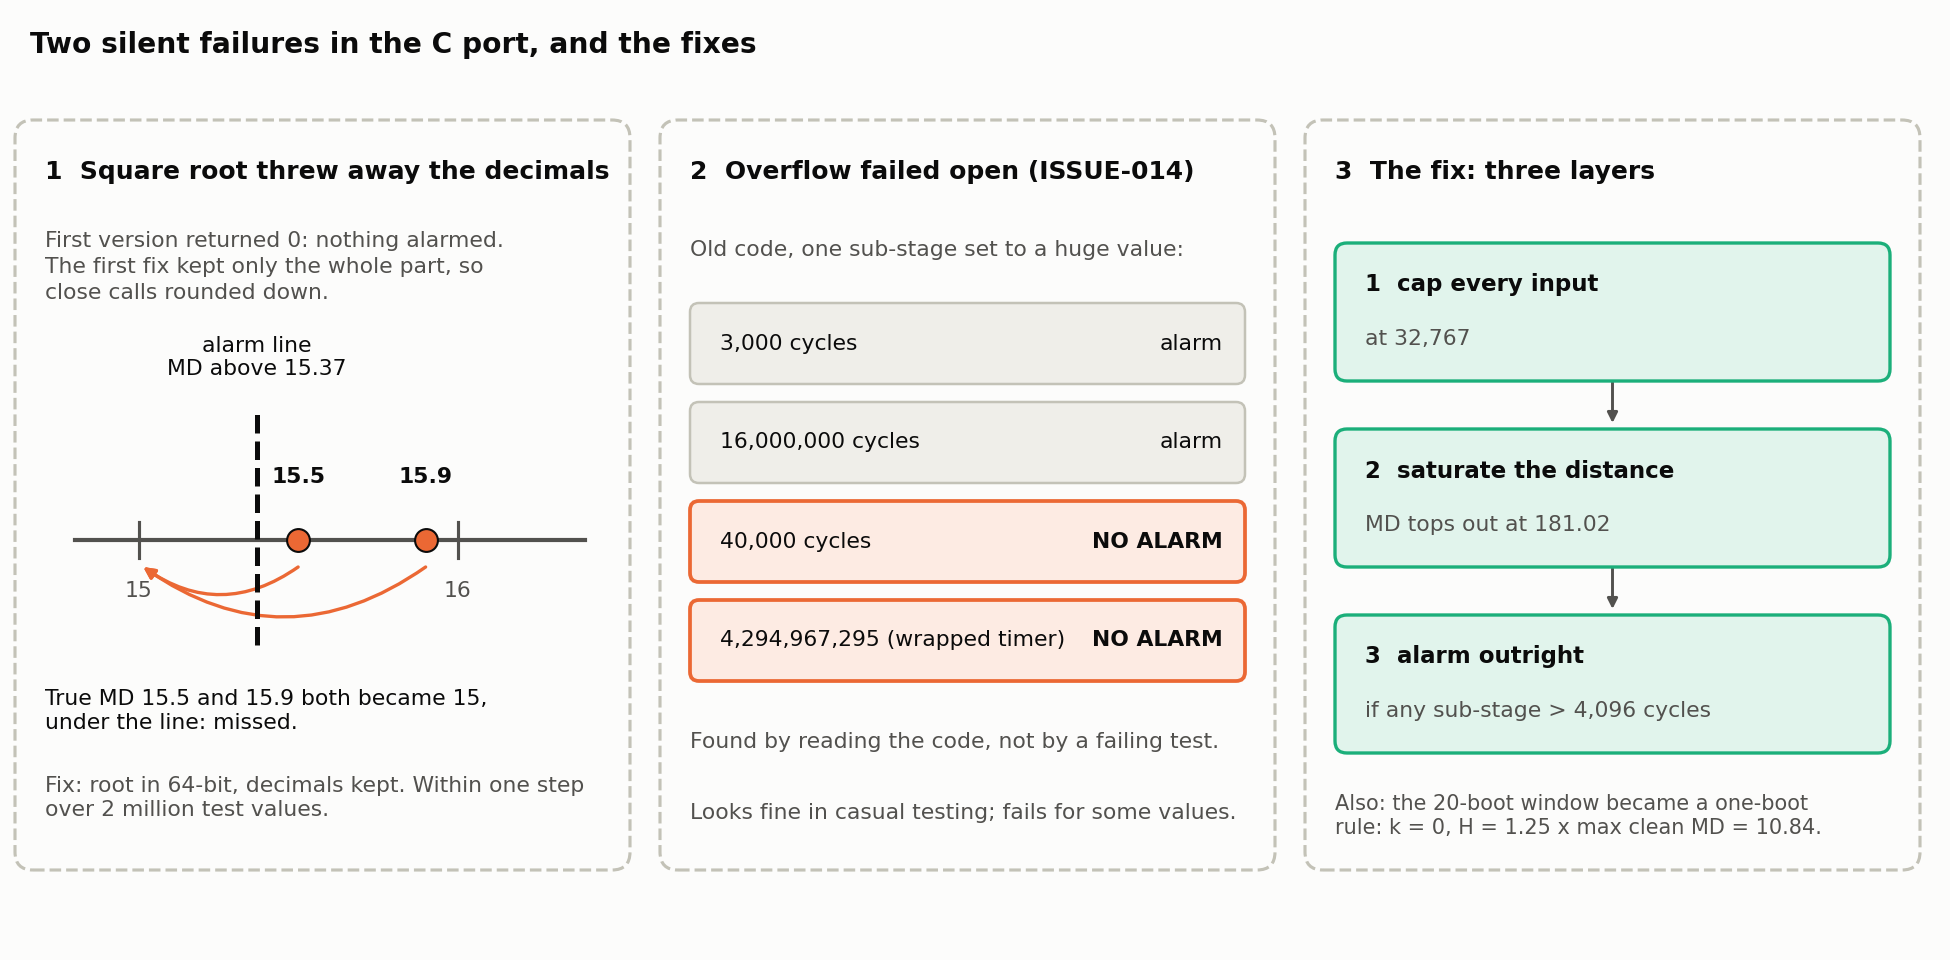 Two silent failures in the C port, and the fixes
1 Square root threw away the decimals
First version returned 0: nothing alarmed.
The first fix kept only the whole part, so
close calls rounded down.
alarm line
MD above 15.37
15.5 15.9
15 16
True MD 15.5 and 15.9 both became 15,
under the line: missed.
Fix: root in 64-bit, decimals kept. Within one step
over 2 million test values.
2 Overflow failed open (ISSUE-014)
Old code, one sub-stage set to a huge value:
3,000 cycles alarm
16,000,000 cycles alarm
40,000 cycles NO ALARM
4,294,967,295 (wrapped timer) NO ALARM
Found by reading the code, not by a failing test.
Looks fine in casual testing; fails for some values.
3 The fix: three layers
1 cap every input
at 32,767
2 saturate the distance
MD tops out at 181.02
3 alarm outright
if any sub-stage > 4,096 cycles
Also: the 20-boot window became a one-boot
rule: k = 0, H = 1.25 x max clean MD = 10.84.